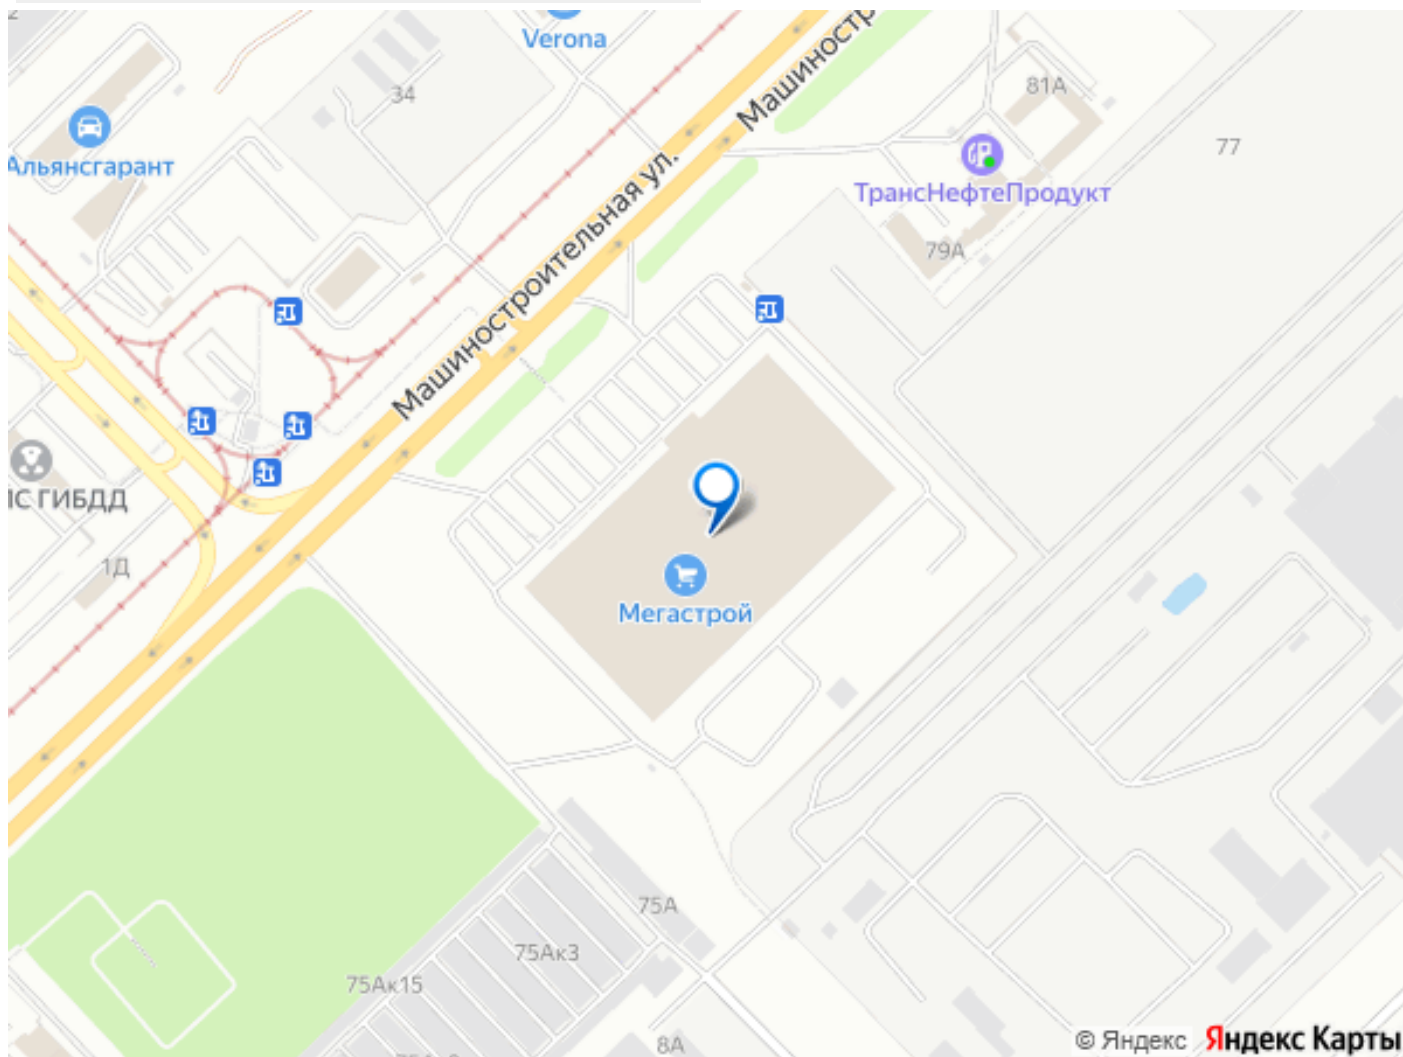 Verona
Машиностр
34
81А
77
Альянсгарант
ТрансНефтеПродукт
Машиностроительная ул.
79А
ПС ГИБДД
1Д
Мегастрой
75А
75Ак3
75Ак15
8А
© Яндекс Яндекс Карты